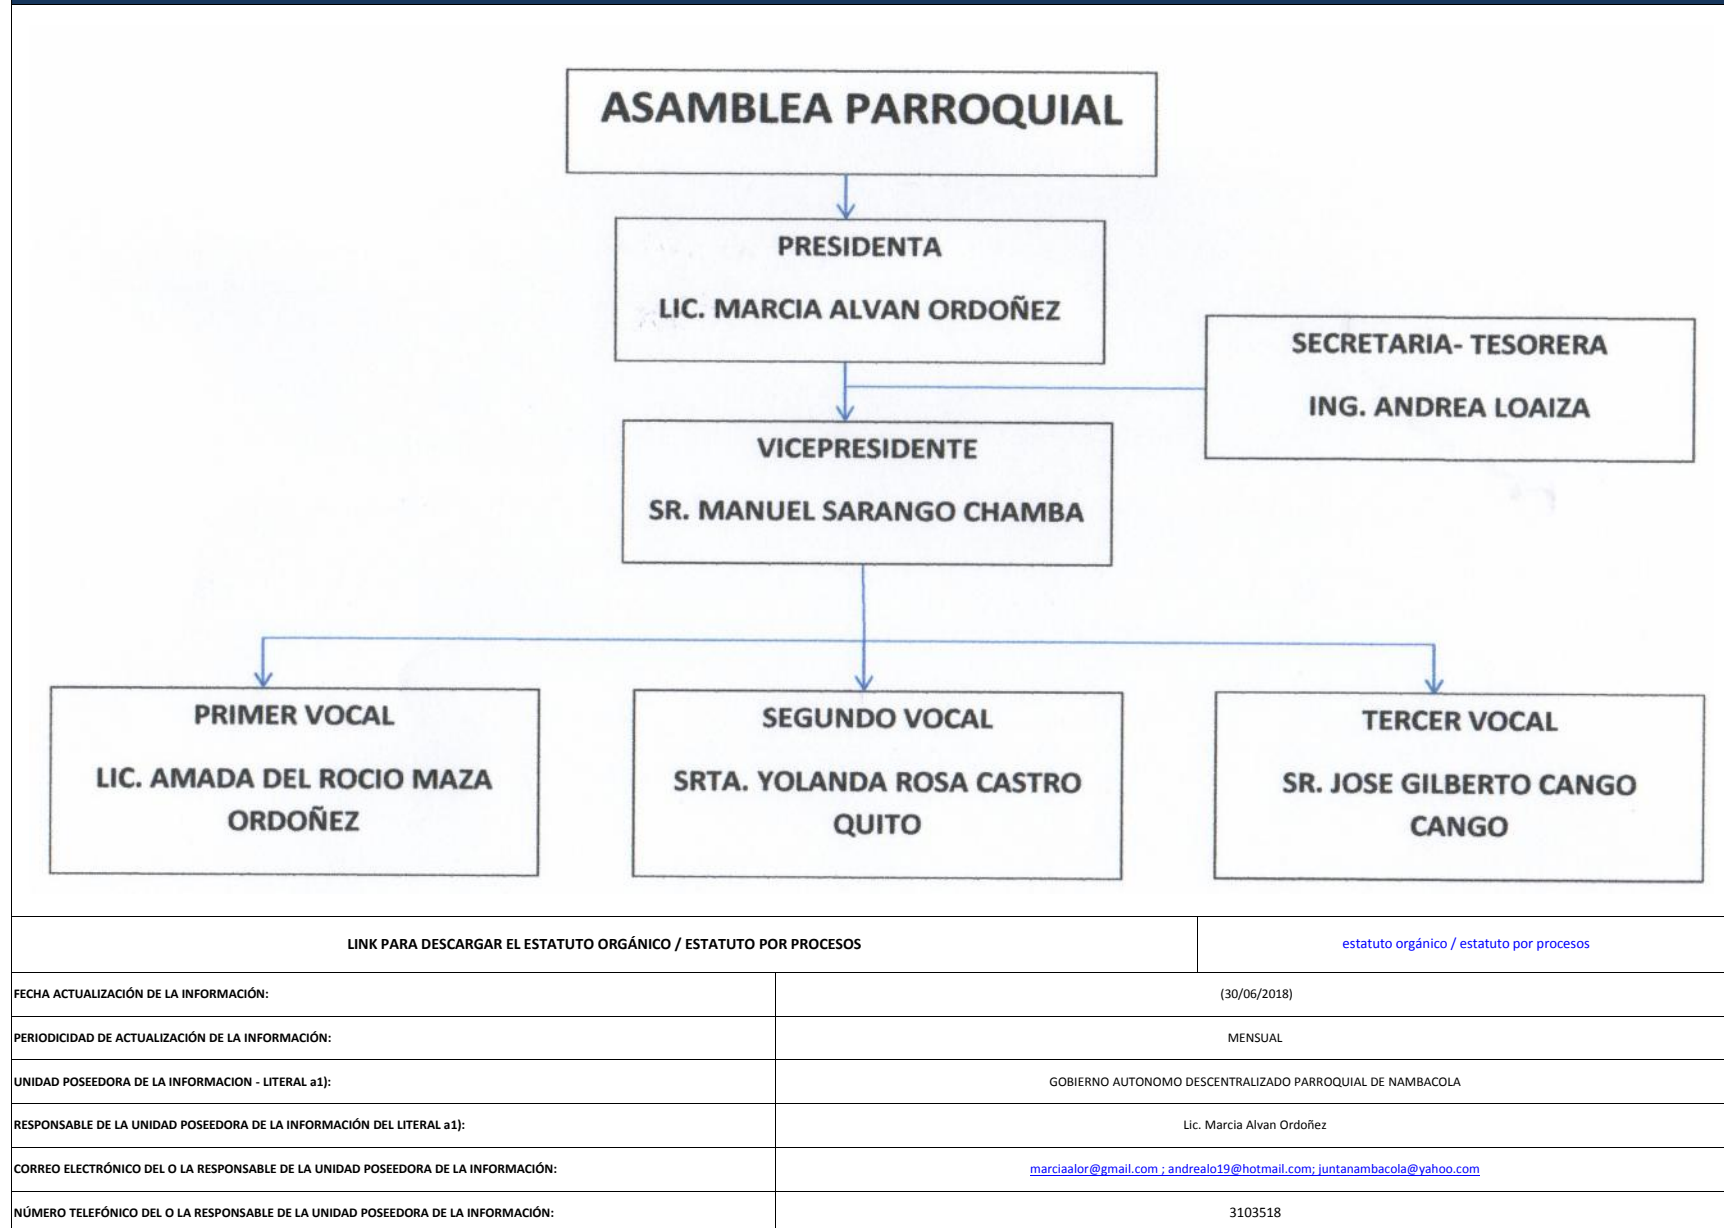 ASAMBLEA PARROQUIAL
PRESIDENTA
LIC. MARCIA ALVAN ORDOÑEZ
SECRETARIA- TESORERA
ING. ANDREA LOAIZA
VICEPRESIDENTE
SR. MANUEL SARANGO CHAMBA
PRIMER VOCAL
LIC. AMADA DEL ROCIO MAZA
ORDOÑEZ
SEGUNDO VOCAL
SRTA. YOLANDA ROSA CASTRO
QUITO
TERCER VOCAL
SR. JOSE GILBERTO CANGO
CANGO
LINK PARA DESCARGAR EL ESTATUTO ORGÁNICO / ESTATUTO POR PROCESOS
estatuto orgánico / estatuto por procesos
FECHA ACTUALIZACIÓN DE LA INFORMACIÓN:
(30/06/2018)
PERIODICIDAD DE ACTUALIZACIÓN DE LA INFORMACIÓN:
MENSUAL
UNIDAD POSEEDORA DE LA INFORMACION - LITERAL a1):
GOBIERNO AUTONOMO DESCENTRALIZADO PARROQUIAL DE NAMBACOLA
RESPONSABLE DE LA UNIDAD POSEEDORA DE LA INFORMACIÓN DEL LITERAL a1):
Lic. Marcia Alvan Ordoñez
CORREO ELECTRÓNICO DEL O LA RESPONSABLE DE LA UNIDAD POSEEDORA DE LA INFORMACIÓN:
marciaalor@gmail.com ; andrealo19@hotmail.com; juntanambacola@yahoo.com
NÚMERO TELEFÓNICO DEL O LA RESPONSABLE DE LA UNIDAD POSEEDORA DE LA INFORMACIÓN:
3103518